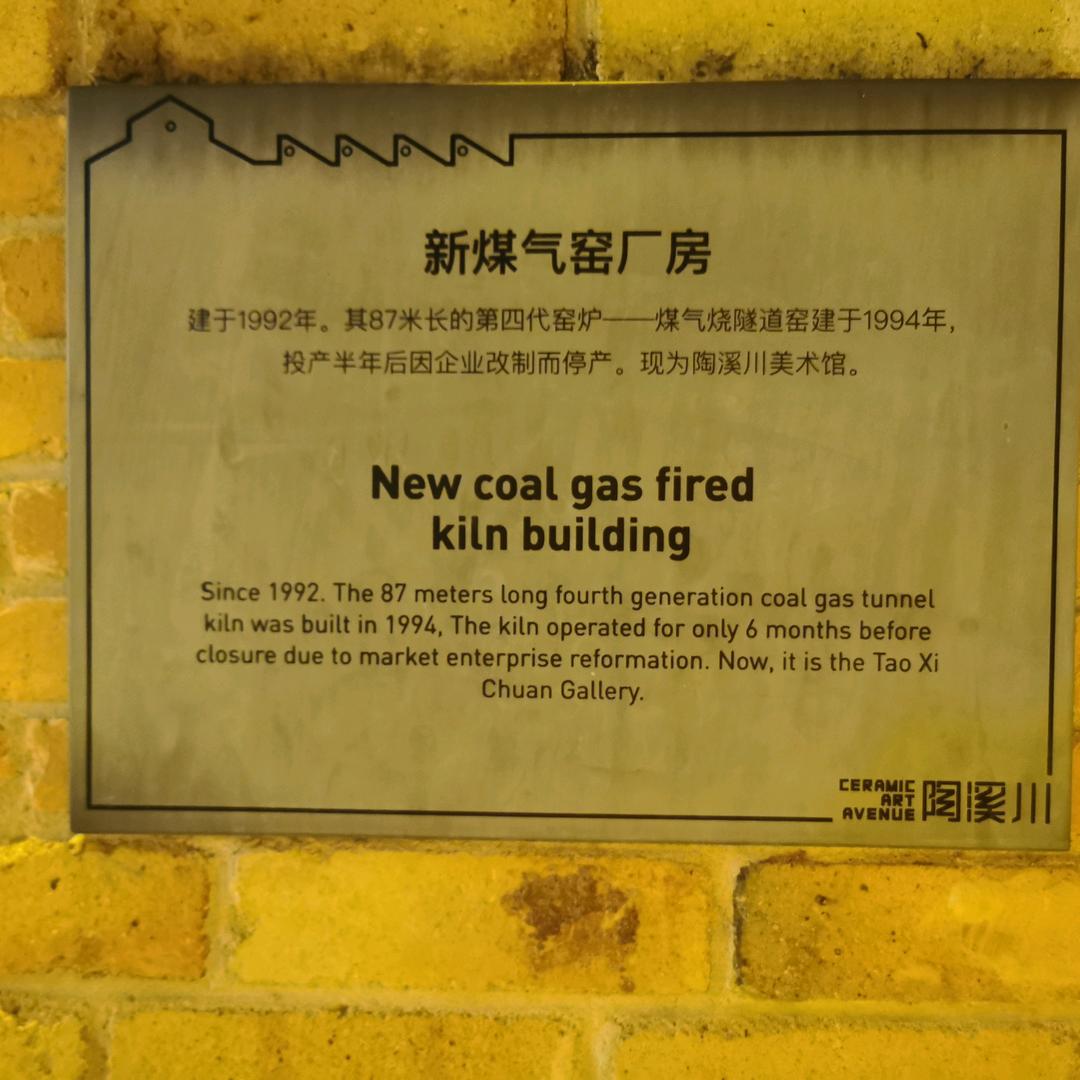 新煤气窑厂房
建于1992年。其87米长的第四代窑炉——煤气烧隧道窑建于1994年，
投产半年后因企业改制而停产。现为陶溪川美术馆。
New coal gas fired
kiln building
Since 1992. The 87 meters long fourth generation coal gas tunnel
kiln was built in 1994, The kiln operated for only 6 months before
closure due to market enterprise reformation. Now, it is the Tao Xi
Chuan Gallery.
CERAMIC
ART
AVENUE
陶溪川